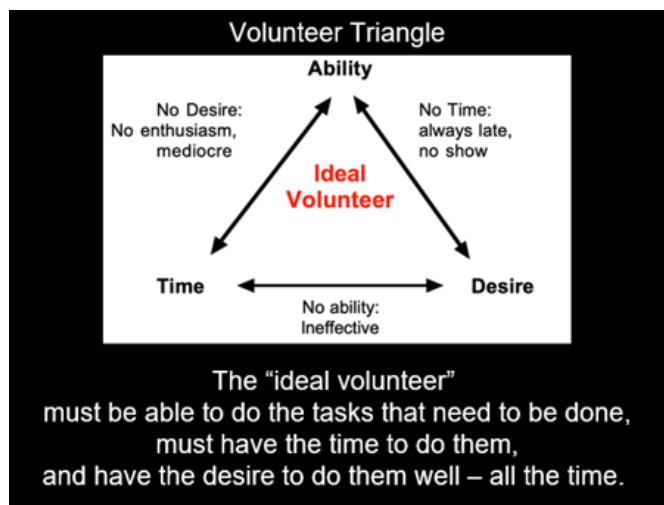 Volunteer Triangle
Ability
No Desire:
No enthusiasm,
mediocre
No Time:
always late,
no show
Ideal
Volunteer
Time
Desire
No ability:
Ineffective
The “ideal volunteer”
must be able to do the tasks that need to be done,
must have the time to do them,
and have the desire to do them well – all the time.